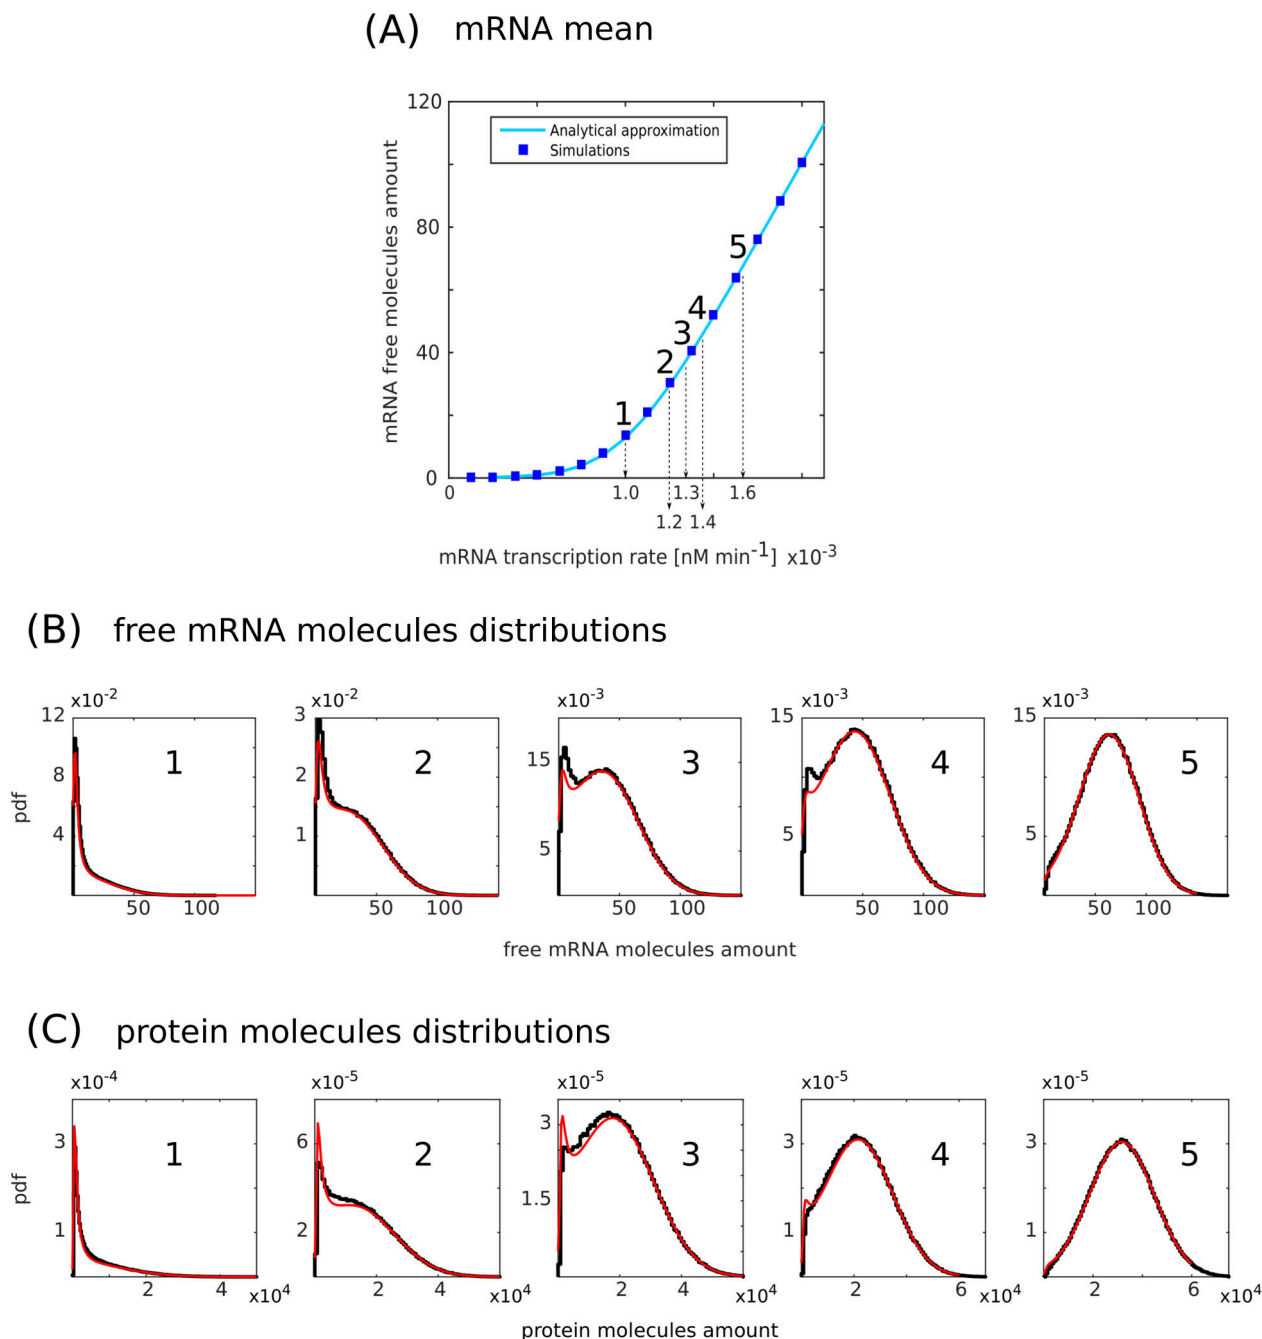 (A) mRNA mean
120
80
40
0
mRNA free molecules amount
Analytical approximation
Simulations
1
2
3
4
5
0 1.0 1.3 1.6
1.2 1.4
mRNA transcription rate [nM min-1] x10-3
(B) free mRNA molecules distributions
x10-2 x10-2 x10-3 x10-3 x10-3
pdf
12
8
4
50 100
1
3
2
1
50 100
2
15
5
50 100
3
15
5
50 100
4
15
5
50 100
5
free mRNA molecules amount
(C) protein molecules distributions
x10-4 x10-5 x10-5 x10-5 x10-5
pdf
3
1
2 4 x104
1
6
2
2 4 x104
2
3
1.5
2 4 x104
3
3
1
2 6 x104
4
3
1
2 6 x104
5
protein molecules amount